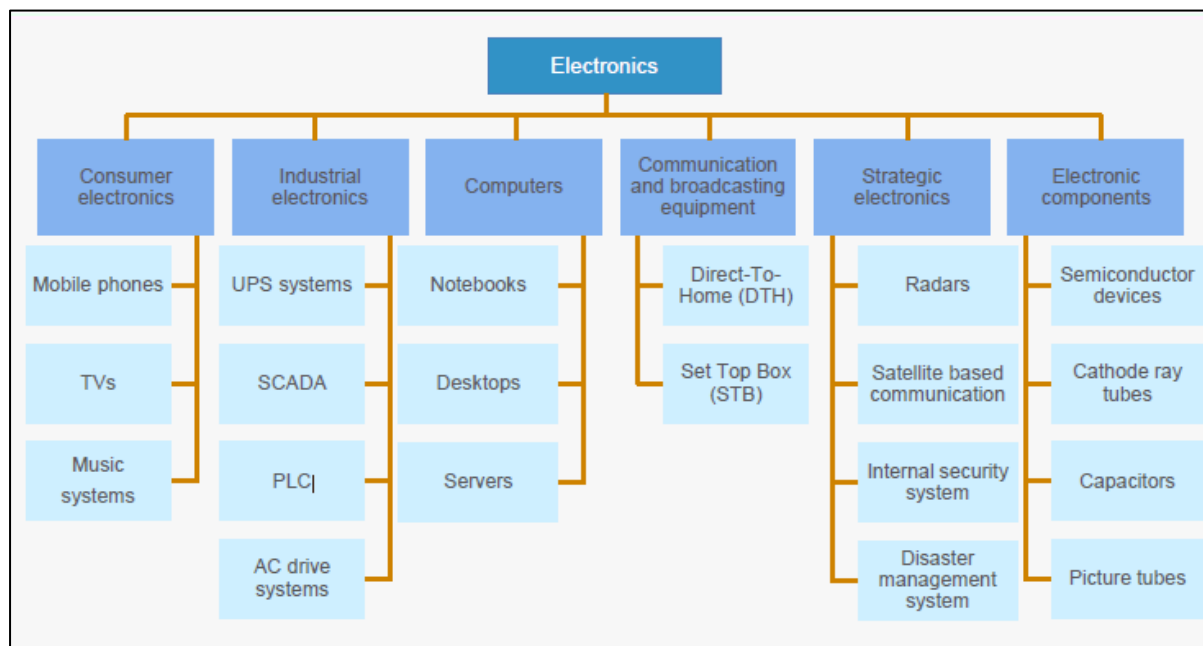 Electronics
Consumer
electronics
Industrial
electronics
Computers
Communication
and broadcasting
equipment
Strategic
electronics
Electronic
components
Mobile phones
TVs
Music
systems
UPS systems
SCADA
PLC
AC drive
systems
Notebooks
Desktops
Servers
Direct-To-
Home (DTH)
Set Top Box
(STB)
Radars
Satellite based
communication
Internal security
system
Disaster
management
system
Semiconductor
devices
Cathode ray
tubes
Capacitors
Picture tubes